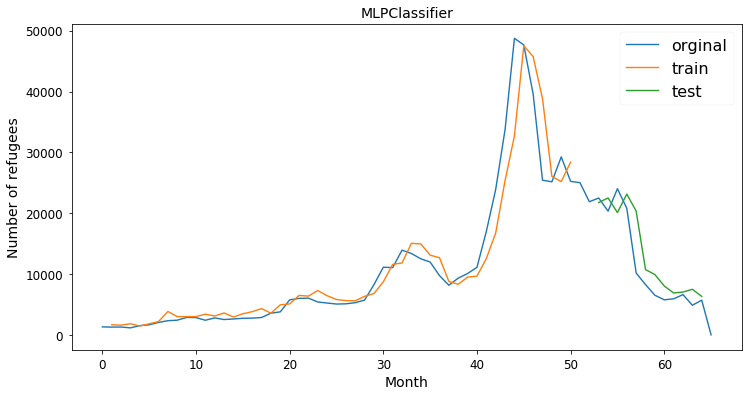 MLPClassifier
orginal
train
test
Number of refugees
50000
40000
30000
20000
10000
0
0 10 20 30 40 50 60
Month